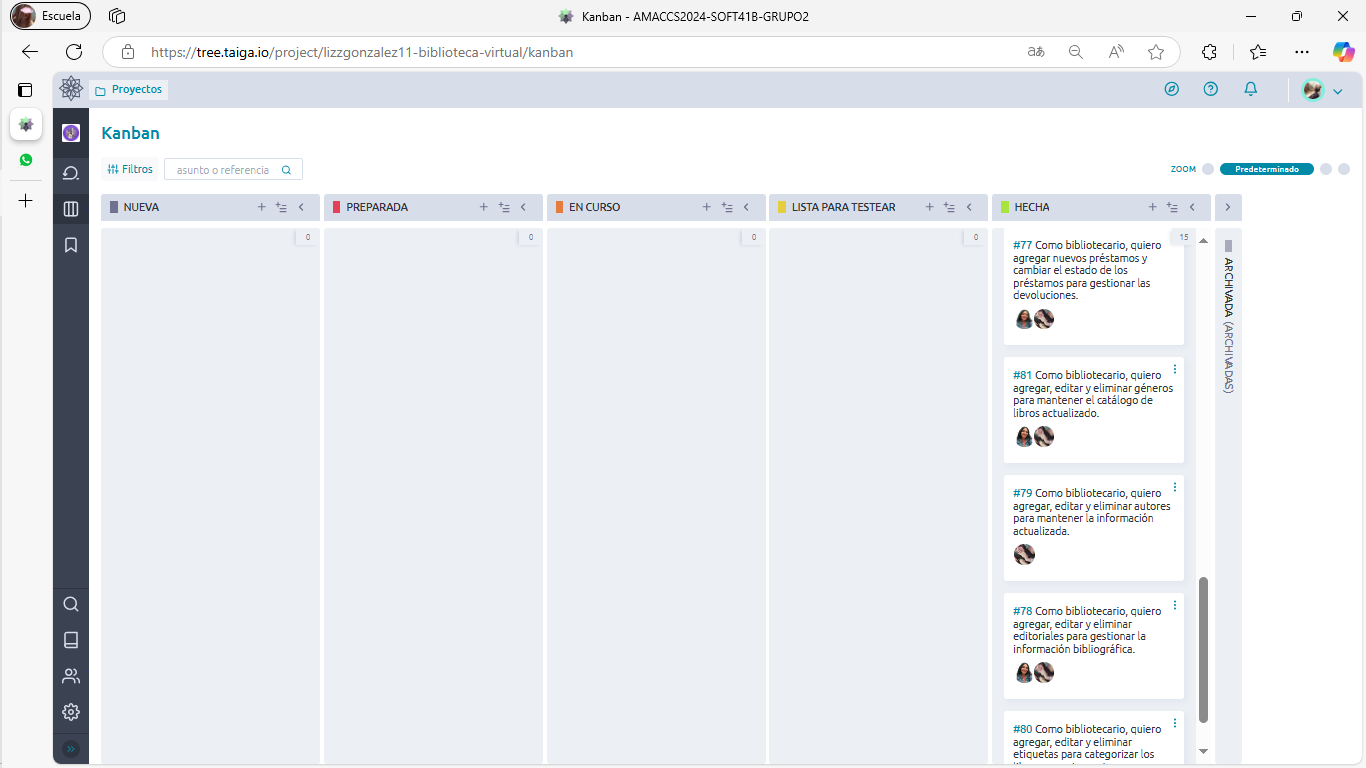 Escuela
Kanban - AMACCS2024-SOFT41B-GRUPO2
https://tree.taiga.io/project/lizzgonzalez11-biblioteca-virtual/kanban
Proyectos
Kanban
Filtros
asunto o referencia
ZOOM
Predeterminado
NUEVA
PREPARADA
EN CURSO
LISTA PARA TESTEAR
HECHA
0
0
0
0
15
ARCHIVADA (ARCHIVADAS)
#77 Como bibliotecario, quiero
agregar nuevos préstamos y
cambiar el estado de los
préstamos para gestionar las
devoluciones.
#81 Como bibliotecario, quiero
agregar, editar y eliminar géneros
para mantener el catálogo de
libros actualizado.
#79 Como bibliotecario, quiero
agregar, editar y eliminar autores
para mantener la información
actualizada.
#78 Como bibliotecario, quiero
agregar, editar y eliminar
editoriales para gestionar la
información bibliográfica.
#80 Como bibliotecario, quiero
agregar, editar y eliminar
etiquetas para categorizar los